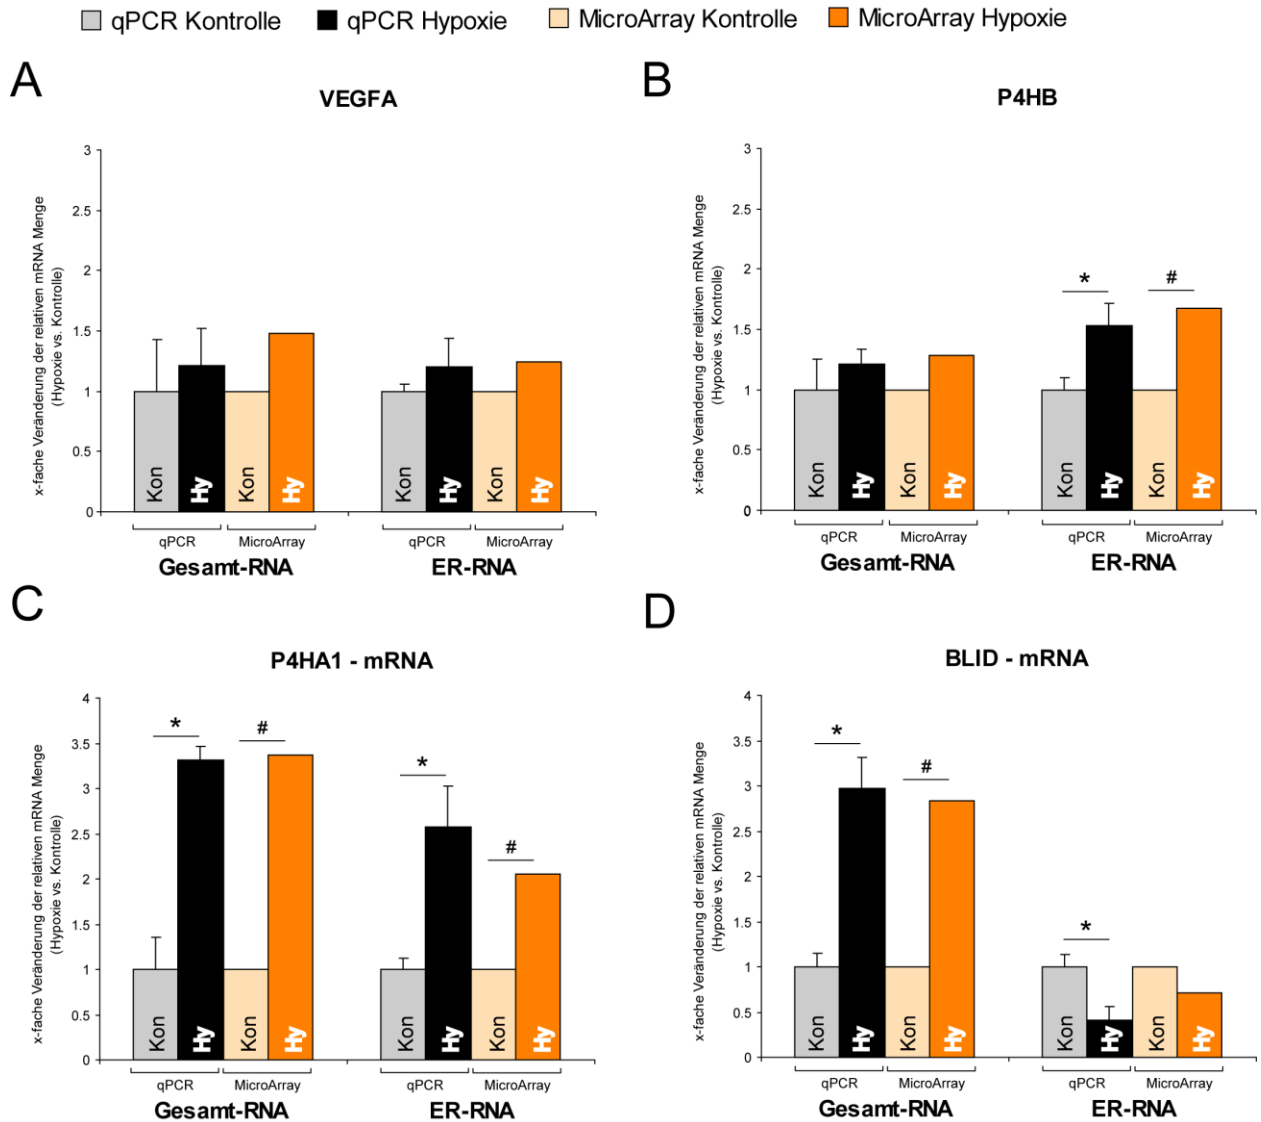 qPCR Kontrolle qPCR Hypoxie MicroArray Kontrolle MicroArray Hypoxie
A
VEGFA
x-fache Veränderung der relativen mRNA Menge
(Hypoxie vs. Kontrolle)
3
2.5
2
1.5
1
0.5
0
Kon Hy Kon Hy Kon Hy Kon Hy
qPCR MicroArray qPCR MicroArray
Gesamt-RNA ER-RNA
B
P4HB
x-fache Veränderung der relativen mRNA Menge
(Hypoxie vs. Kontrolle)
3
2.5
2
1.5
1
0.5
0
* #
Kon Hy Kon Hy Kon Hy Kon Hy
qPCR MicroArray qPCR MicroArray
Gesamt-RNA ER-RNA
C
P4HA1 - mRNA
x-fache Veränderung der relativen mRNA Menge
(Hypoxie vs. Kontrolle)
4
3.5
3
2.5
2
1.5
1
0.5
0
* # * #
Kon Hy Kon Hy Kon Hy Kon Hy
qPCR MicroArray qPCR MicroArray
Gesamt-RNA ER-RNA
D
BLID - mRNA
x-fache Veränderung der relativen mRNA Menge
(Hypoxie vs. Kontrolle)
4
3.5
3
2.5
2
1.5
1
0.5
0
* # *
Kon Hy Kon Hy Kon Hy Kon Hy
qPCR MicroArray qPCR MicroArray
Gesamt-RNA ER-RNA